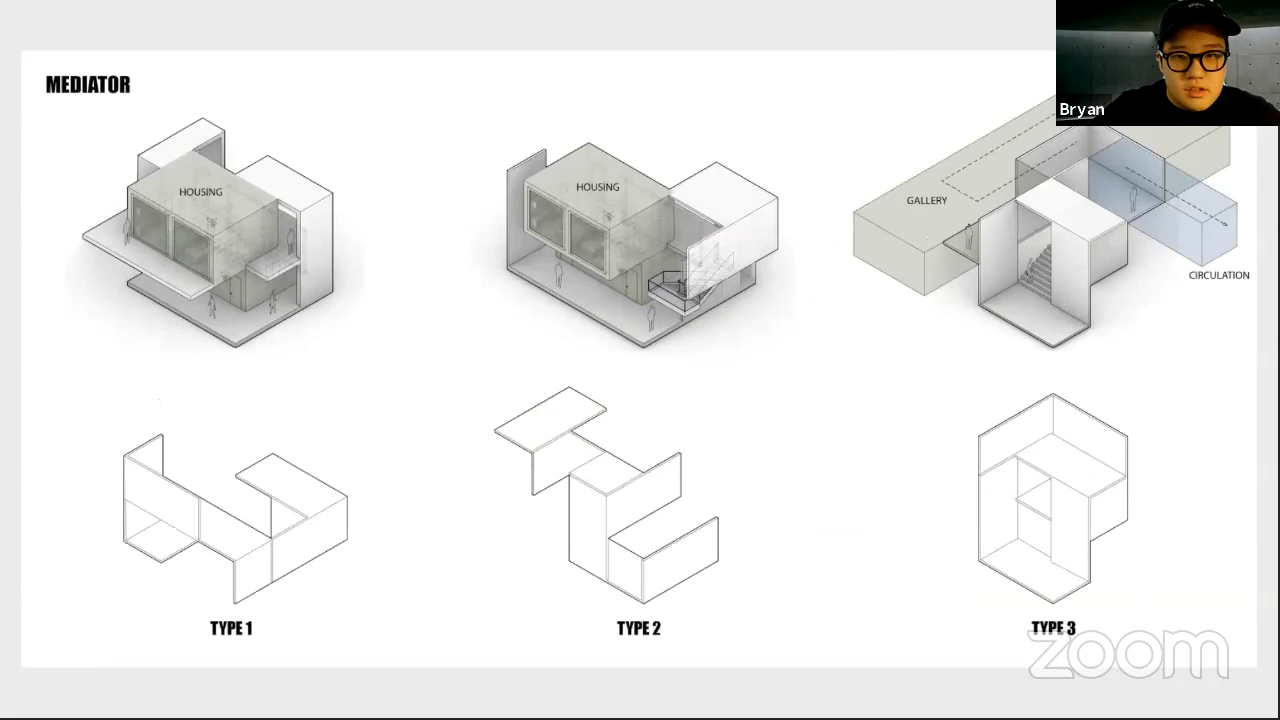 MEDIATOR
Bryan
HOUSING
HOUSING
GALLERY
CIRCULATION
TYPE 1
TYPE 2
TYPE 3
zoom